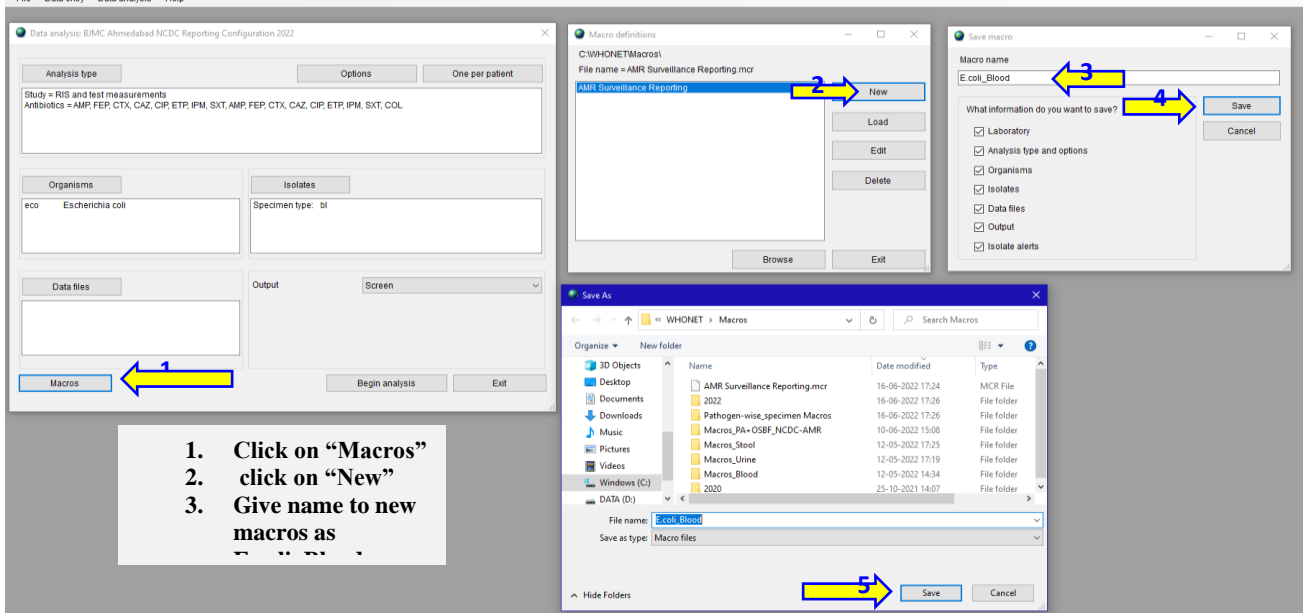 File Data entry Data analysis Help
Data analysis: BJMC Ahmedabad NCDC Reporting Configuration 2022
Analysis type
Options
One per patient
Study = RIS and test measurements
Antibiotics = AMP, FEP, CTX, CAZ, CIP, ETP, IPM, SXT, AMP, FEP, CTX, CAZ, CIP, ETP, IPM, SXT, COL
Organisms
Isolates
eco Escherichia coli
Specimen type: bl
Data files
Output
Screen
Macros
1
Begin analysis
Exit
1. Click on “Macros”
2. click on “New”
3. Give name to new
macros as
Macro definitions
C:\WHONET\Macros\
File name = AMR Surveillance Reporting.mcr
AMR Surveillance Reporting
2
New
Load
Edit
Delete
Browse
Exit
Save macro
Macro name
E.coli_Blood
3
What information do you want to save?
4
Save
Cancel
Laboratory
Analysis type and options
Organisms
Isolates
Data files
Output
Isolate alerts
Save As
« WHONET › Macros
Search Macros
Organize
New folder
Name
Date modified
Type
3D Objects
Desktop
Documents
Downloads
Music
Pictures
Videos
Windows (C:)
DATA (D:)
AMR Surveillance Reporting.mcr 16-06-2022 17:24 MCR File
2022 16-06-2022 17:26 File folder
Pathogen-wise_specimen Macros 16-06-2022 17:26 File folder
Macros_PA+OSBF_NCDC-AMR 10-06-2022 15:08 File folder
Macros_Stool 12-05-2022 17:25 File folder
Macros_Urine 12-05-2022 17:19 File folder
Macros_Blood 12-05-2022 14:34 File folder
2020 25-10-2021 14:07 File folder
File name: E.coli_Blood
Save as type: Macro files
Hide Folders
5
Save
Cancel